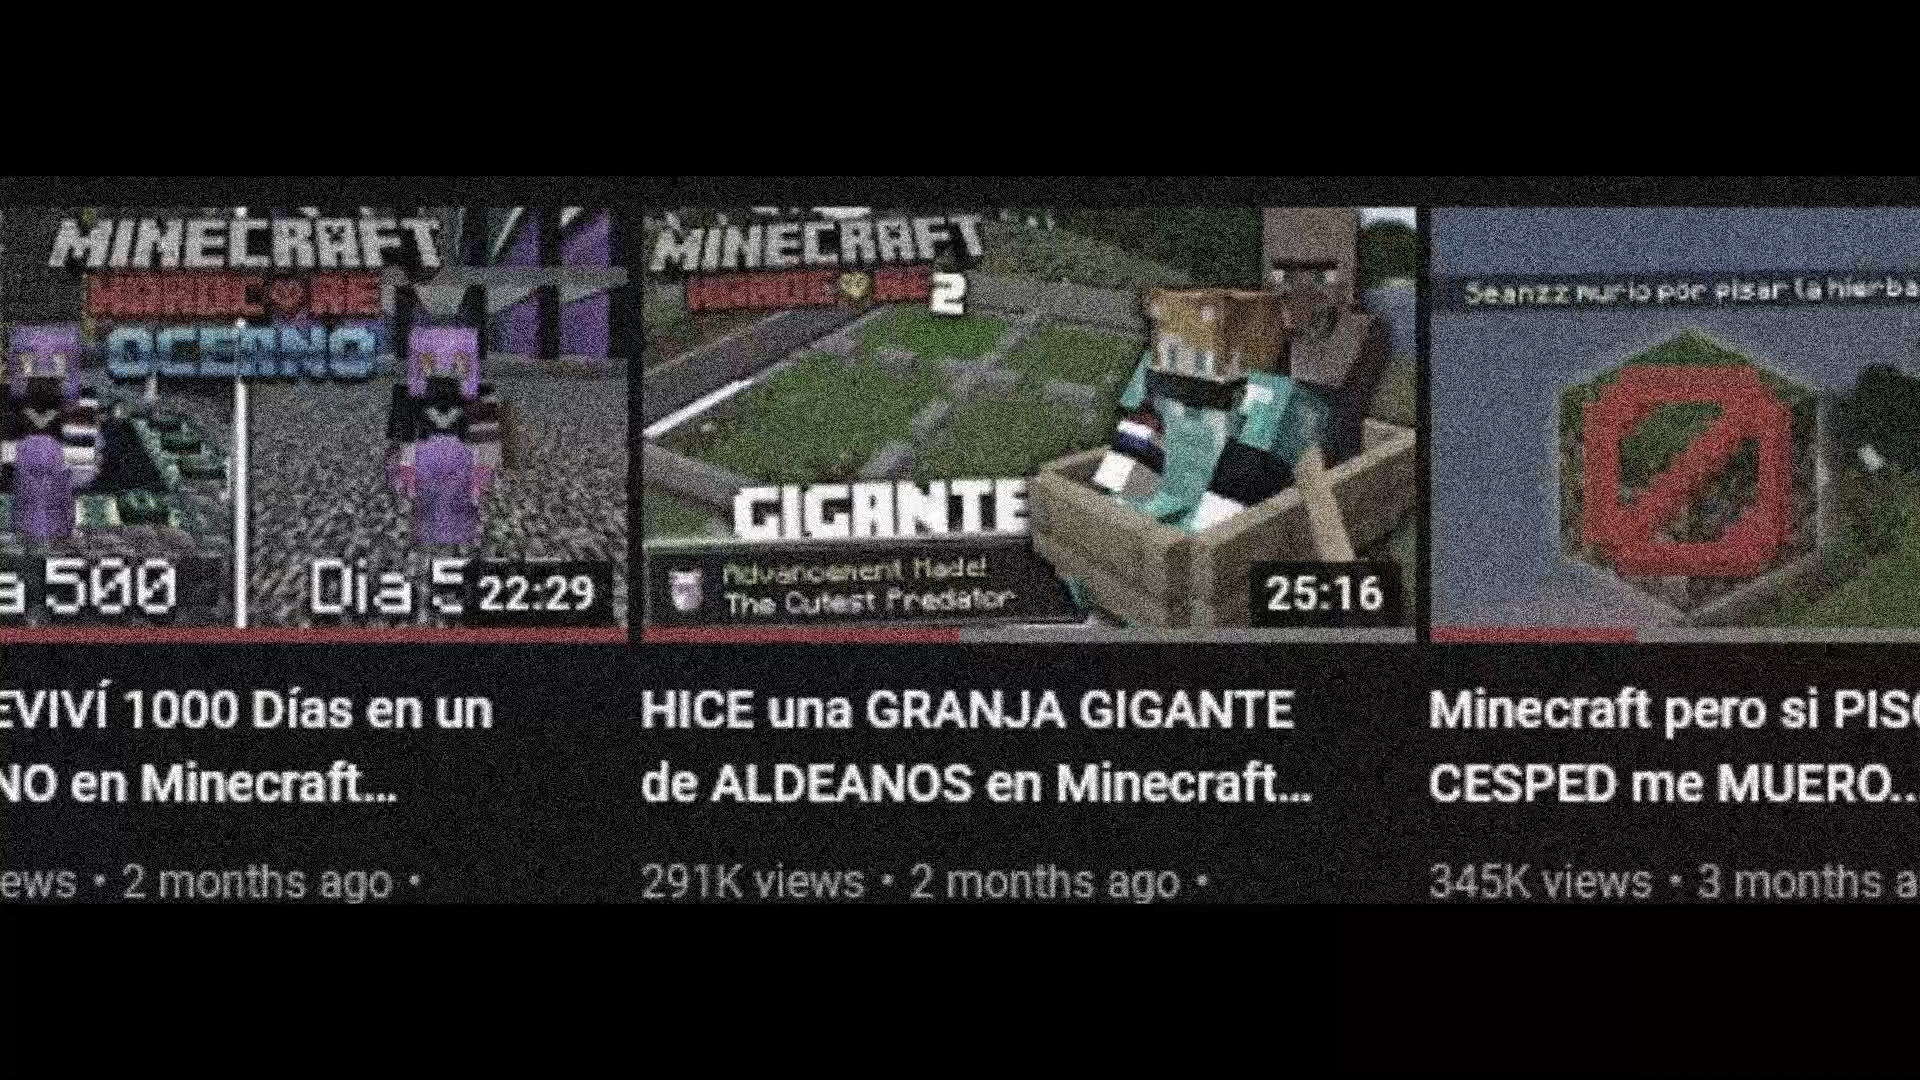 MINECRAFT
HARDCORE
OCEANO
a 500
Dia 5
22:29
EVIVÍ 1000 Días en un
NO en Minecraft...
ews • 2 months ago •
MINECRAFT
HARDCORE 2
GIGANTE
Advancement Made!
The Cutest Predator
25:16
HICE una GRANJA GIGANTE
de ALDEANOS en Minecraft...
291K views • 2 months ago •
Seanzz murio por pisar la hierba
Minecraft pero si PISO
CESPED me MUERO...
345K views • 3 months a